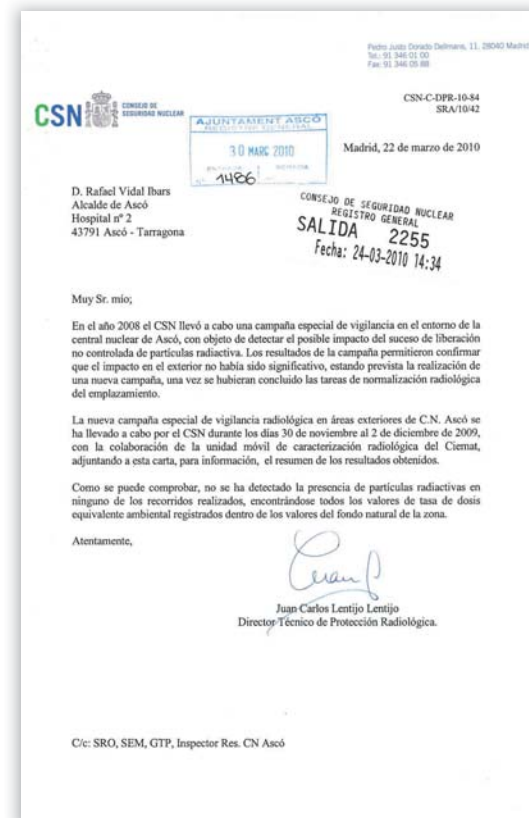 Pedro Justo Dorado Dellmans, 11. 28040 Madrid
Tel.: 91 346 01 00
Fax: 91 346 05 88
CSN
CONSEJO DE
SEGURIDAD NUCLEAR
CSN-C-DPR-10-84
SRA/10/42
AJUNTAMENT ASCÓ
REGISTRE GENERAL
30 MARÇ 2010
1486
Madrid, 22 de marzo de 2010
D. Rafael Vidal Ibars
Alcalde de Ascó
Hospital nº 2
43791 Ascó - Tarragona
CONSEJO DE SEGURIDAD NUCLEAR
REGISTRO GENERAL
SALIDA 2255
Fecha: 24-03-2010 14:34
Muy Sr. mio;
En el año 2008 el CSN llevó a cabo una campaña especial de vigilancia en el entorno de la
central nuclear de Ascó, con objeto de detectar el posible impacto del suceso de liberación
no controlada de partículas radiactiva. Los resultados de la campaña permitieron confirmar
que el impacto en el exterior no había sido significativo, estando prevista la realización de
una nueva campaña, una vez se hubieran concluido las tareas de normalización radiológica
del emplazamiento.
La nueva campaña especial de vigilancia radiológica en áreas exteriores de C.N. Ascó se
ha llevado a cabo por el CSN durante los días 30 de noviembre al 2 de diciembre de 2009,
con la colaboración de la unidad móvil de caracterización radiológica del Ciemat,
adjuntando a esta carta, para información, el resumen de los resultados obtenidos.
Como se puede comprobar, no se ha detectado la presencia de partículas radiactivas en
ninguno de los recorridos realizados, encontrándose todos los valores de tasa de dosis
equivalente ambiental registrados dentro de los valores del fondo natural de la zona.
Atentamente,
Juan Carlos Lentijo Lentijo
Director Técnico de Protección Radiológica.
C/c: SRO, SEM, GTP, Inspector Res. CN Ascó